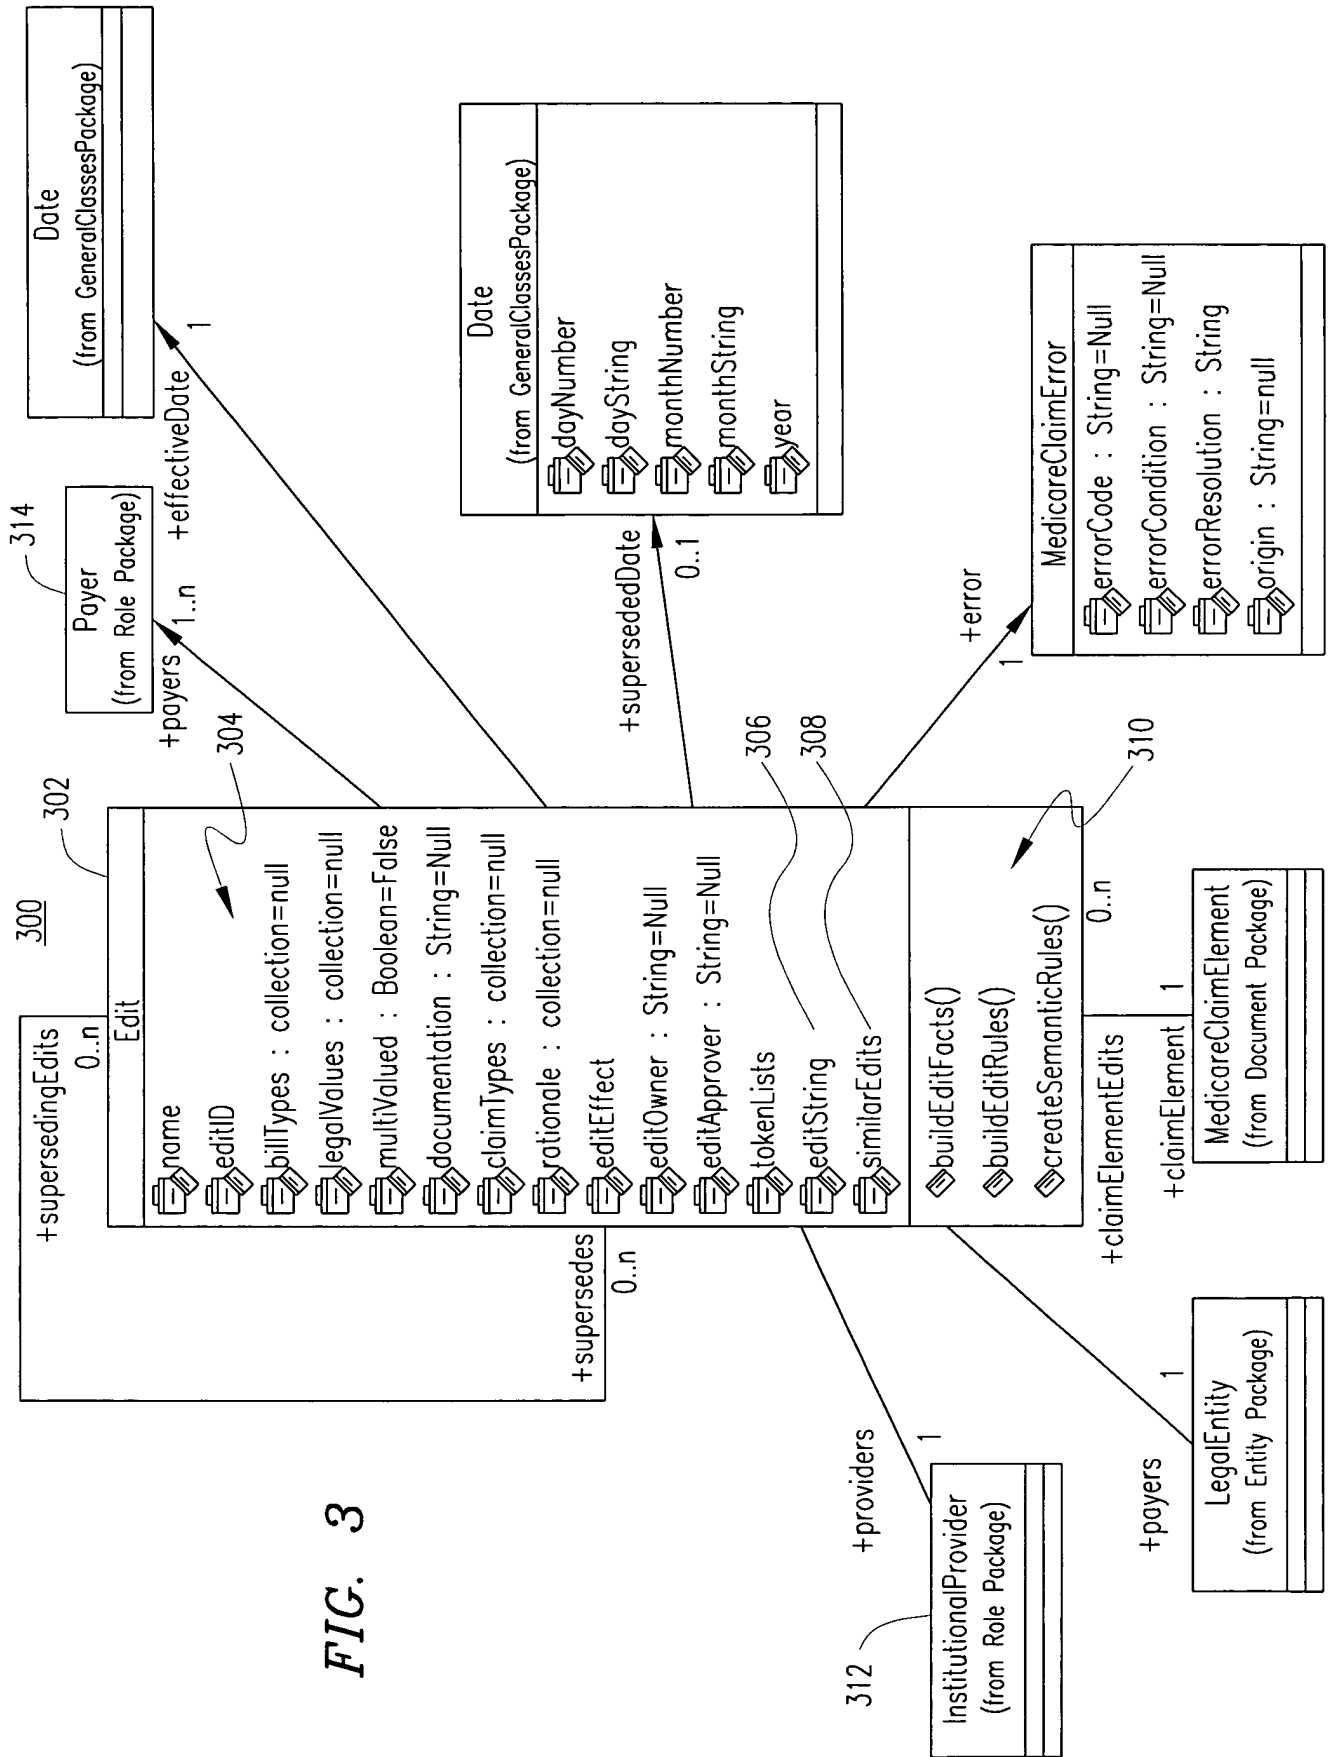 FIG. 3
300
302
Edit
name
editID
billTypes : collection=null
legalValues : collection=null
multiValued : Boolean=False
documentation : String=Null
claimTypes : collection=null
rationale : collection=null
editEffect
editOwner : String=Null
editApprover : String=Null
tokenLists
editString
similarEdits
buildEditFacts()
buildEditRules()
createSemanticRules()
304
306
308
310
+supersedingEdits
0..n
+supersedes
0..n
314
Payer
(from Role Package)
+payers
1..n
Date
(from GeneralClassesPackage)
+effectiveDate
1
Date
(from GeneralClassesPackage)
dayNumber
dayString
monthNumber
monthString
year
+supersededDate
0..1
MedicareClaimError
errorCode : String=Null
errorCondition : String=Null
errorResolution : String
origin : String=null
+error
1
312
InstitutionalProvider
(from Role Package)
+providers
1
LegalEntity
(from Entity Package)
+payers
1
MedicareClaimElement
(from Document Package)
+claimElementEdits
0..n
+claimElement
1